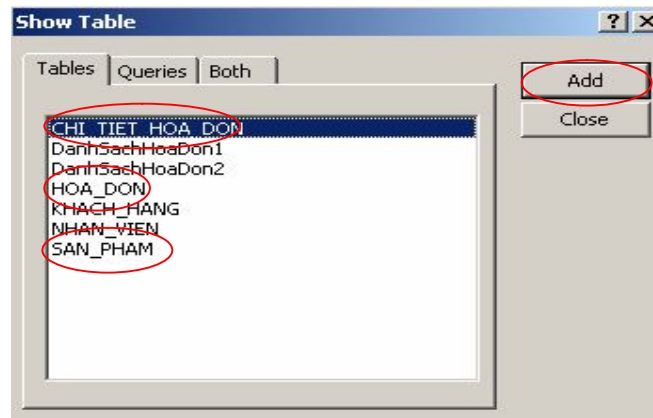 Show Table
Tables Queries Both
Add
Close
CHI_TIET_HOA_DON
DanhSachHoaDon1
DanhSachHoaDon2
HOA_DON
KHACH_HANG
NHAN_VIEN
SAN_PHAM